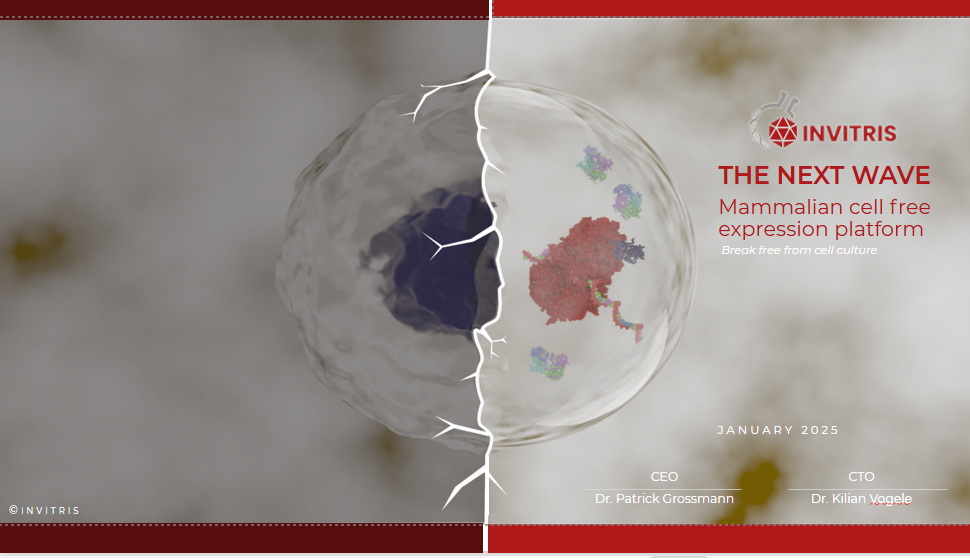 INVITRIS
THE NEXT WAVE
Mammalian cell free
expression platform
Break free from cell culture
JANUARY 2025
CEO
Dr. Patrick Grossmann
CTO
Dr. Kilian Vogele
©INVITRIS